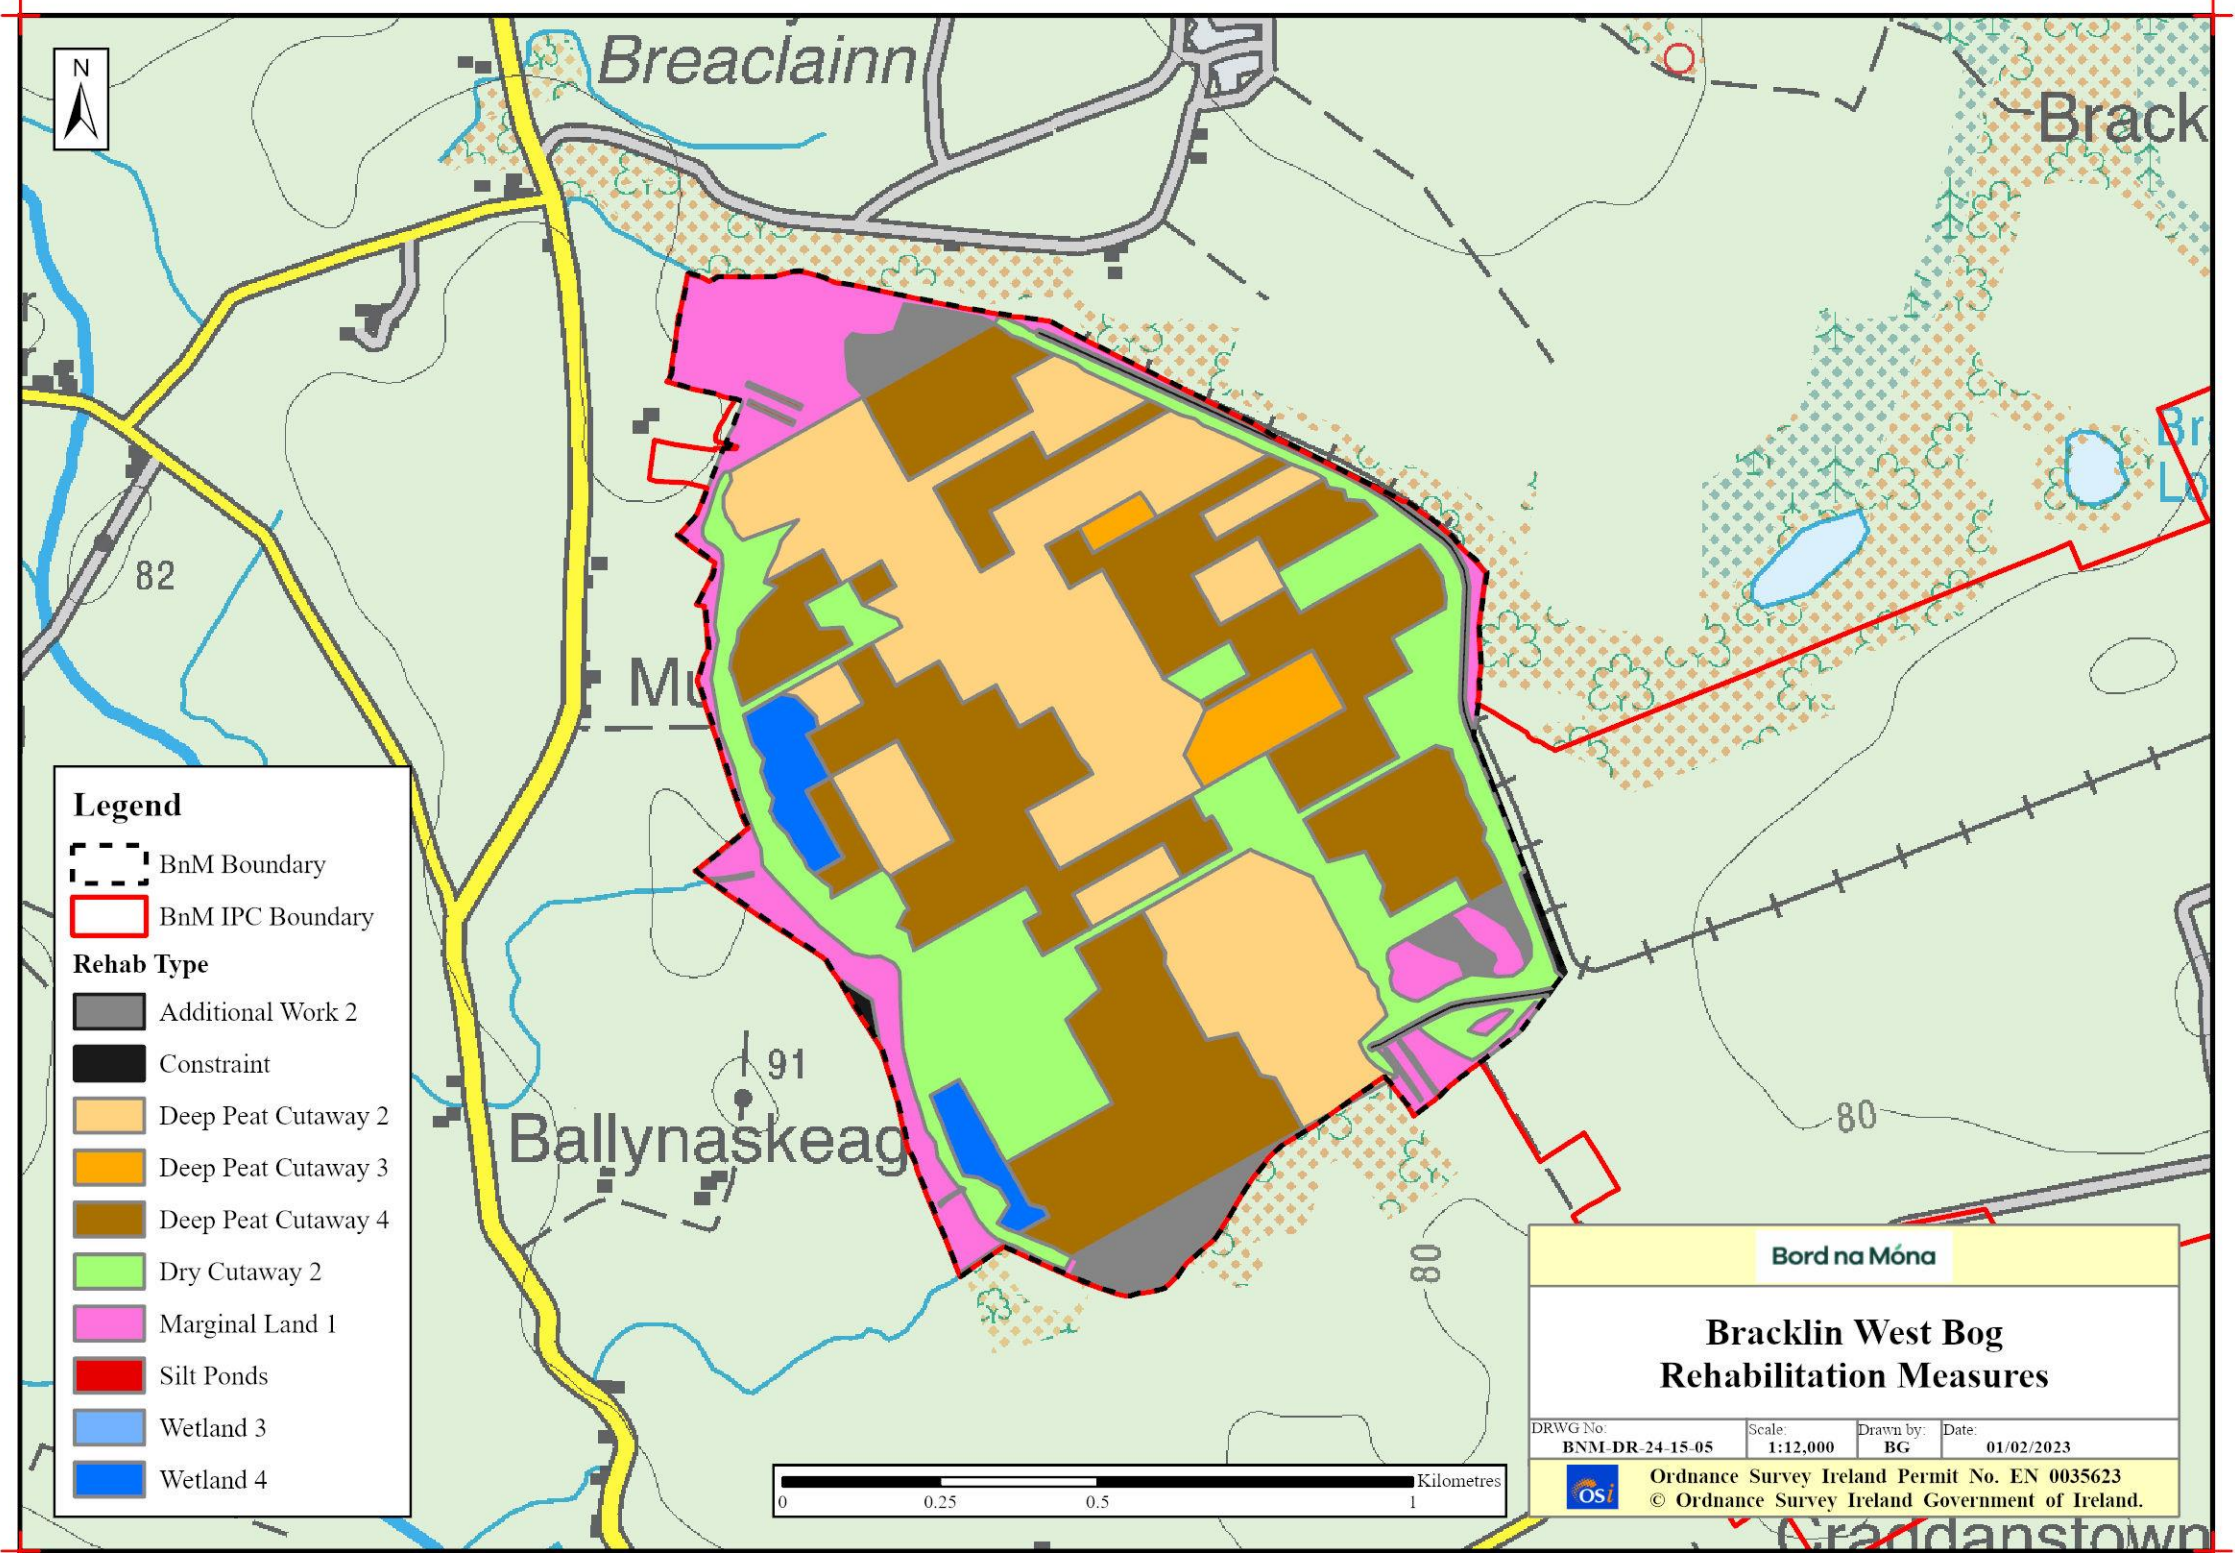 N
Breaclainn
Brack
82
Mu
91
Ballynaskeag
80
80
Craddanstown
Legend
BnM Boundary
BnM IPC Boundary
Rehab Type
Additional Work 2
Constraint
Deep Peat Cutaway 2
Deep Peat Cutaway 3
Deep Peat Cutaway 4
Dry Cutaway 2
Marginal Land 1
Silt Ponds
Wetland 3
Wetland 4
0 0.25 0.5 1 Kilometres
Bord na Móna
Bracklin West Bog
Rehabilitation Measures
DRWG No: Scale: Drawn by: Date:
BNM-DR-24-15-05 1:12,000 BG 01/02/2023
OSi
Ordnance Survey Ireland Permit No. EN 0035623
© Ordnance Survey Ireland Government of Ireland.